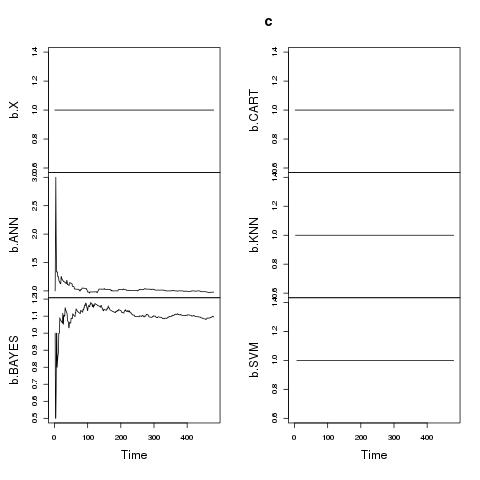 c
b.X
0.6 0.8 1.0 1.2 1.4
b.ANN
1.0 1.5 2.0 2.5 3.0
b.BAYES
0.5 0.6 0.7 0.8 0.9 1.0 1.1 1.2
0 100 200 300 400
Time
b.CART
0.6 0.8 1.0 1.2 1.4
b.KNN
0.6 0.8 1.0 1.2 1.4
b.SVM
0.6 0.8 1.0 1.2 1.4
0 100 200 300 400
Time